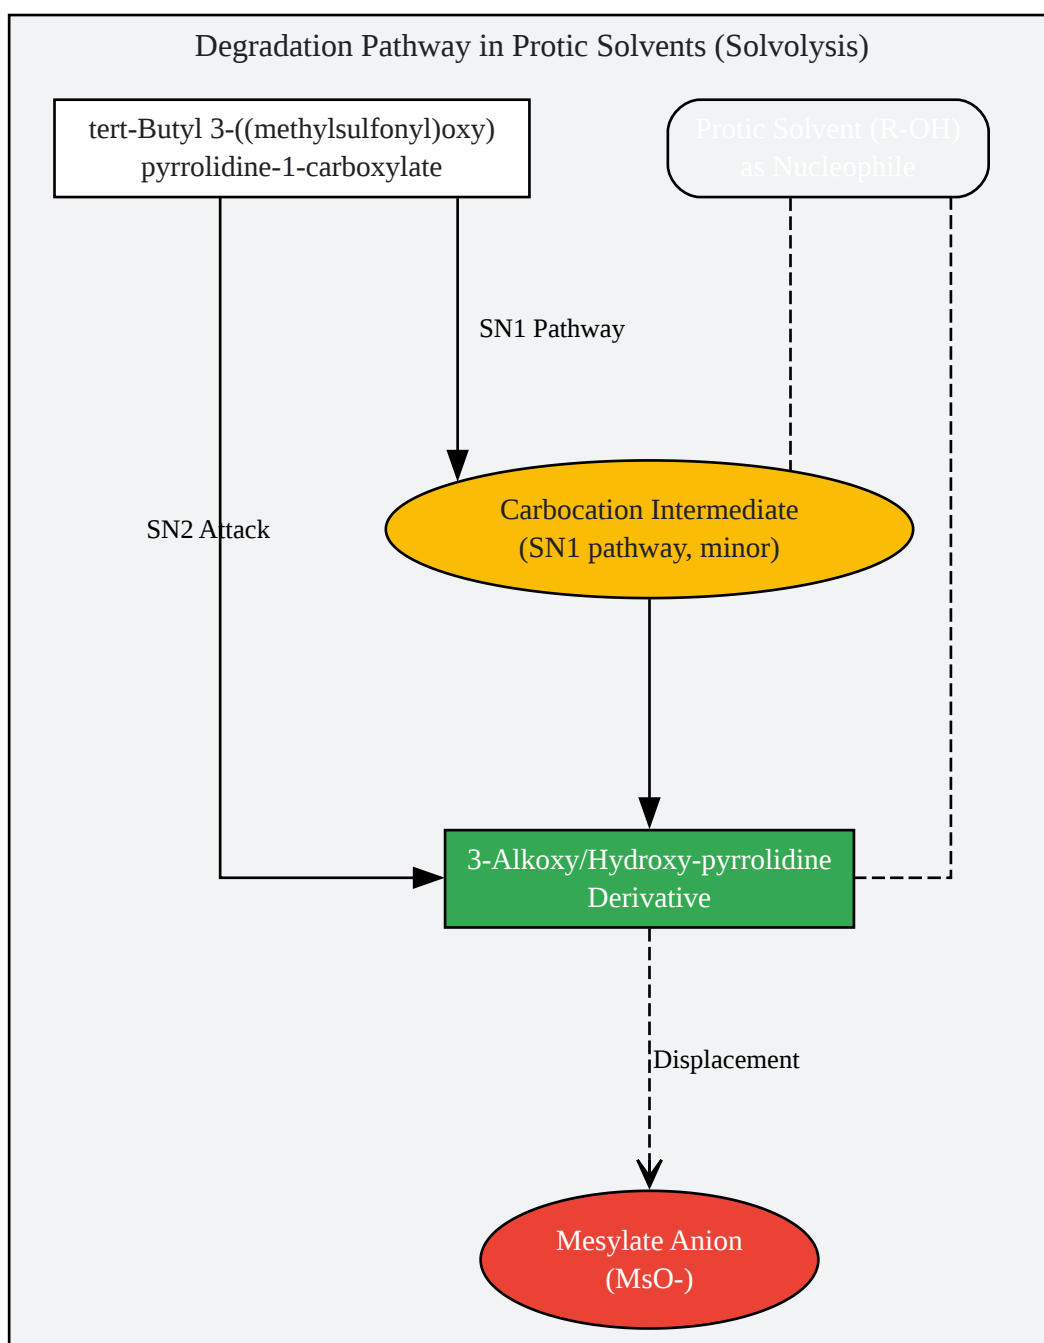 Degradation Pathway in Protic Solvents (Solvolysis)
tert-Butyl 3-((methylsulfonyl)oxy)
pyrrolidine-1-carboxylate
Protic Solvent (R-OH)
as Nucleophile
SN1 Pathway
SN2 Attack
Carbocation Intermediate
(SN1 pathway, minor)
3-Alkoxy/Hydroxy-pyrrolidine
Derivative
Displacement
Mesylate Anion
(MsO-)